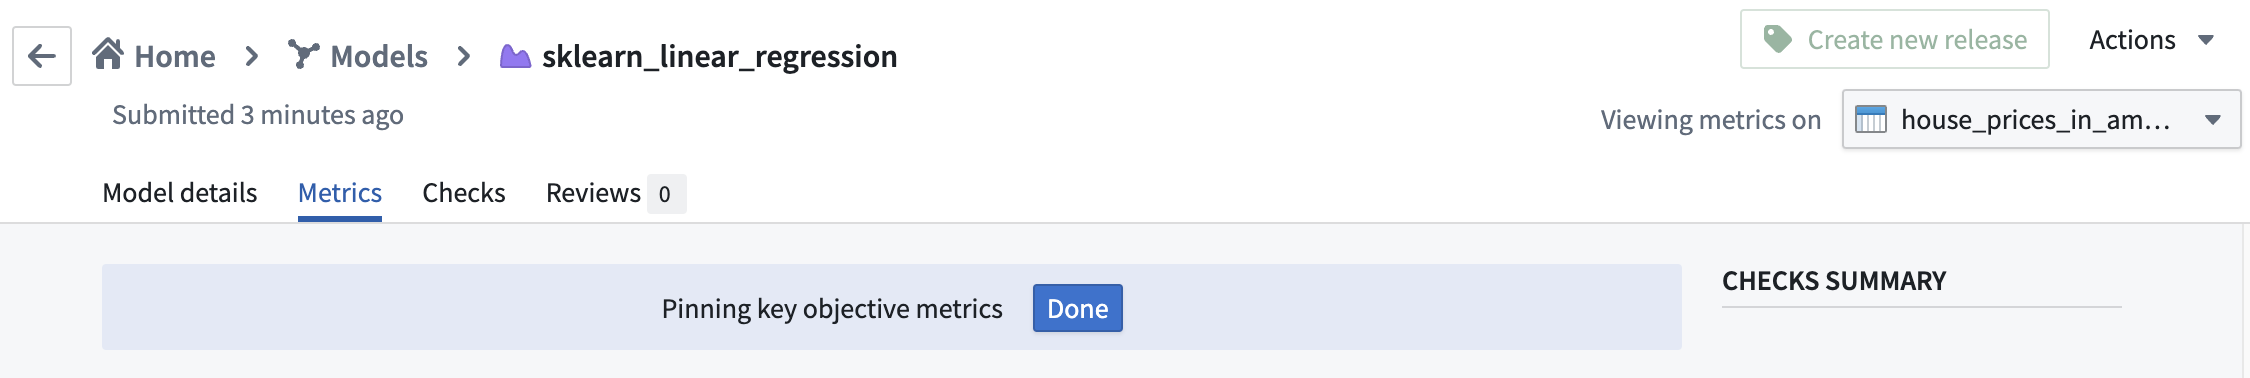 Home > Models > sklearn_linear_regression
Create new release
Actions
Submitted 3 minutes ago
Viewing metrics on
house_prices_in_am...
Model details
Metrics
Checks
Reviews 0
Pinning key objective metrics
Done
CHECKS SUMMARY